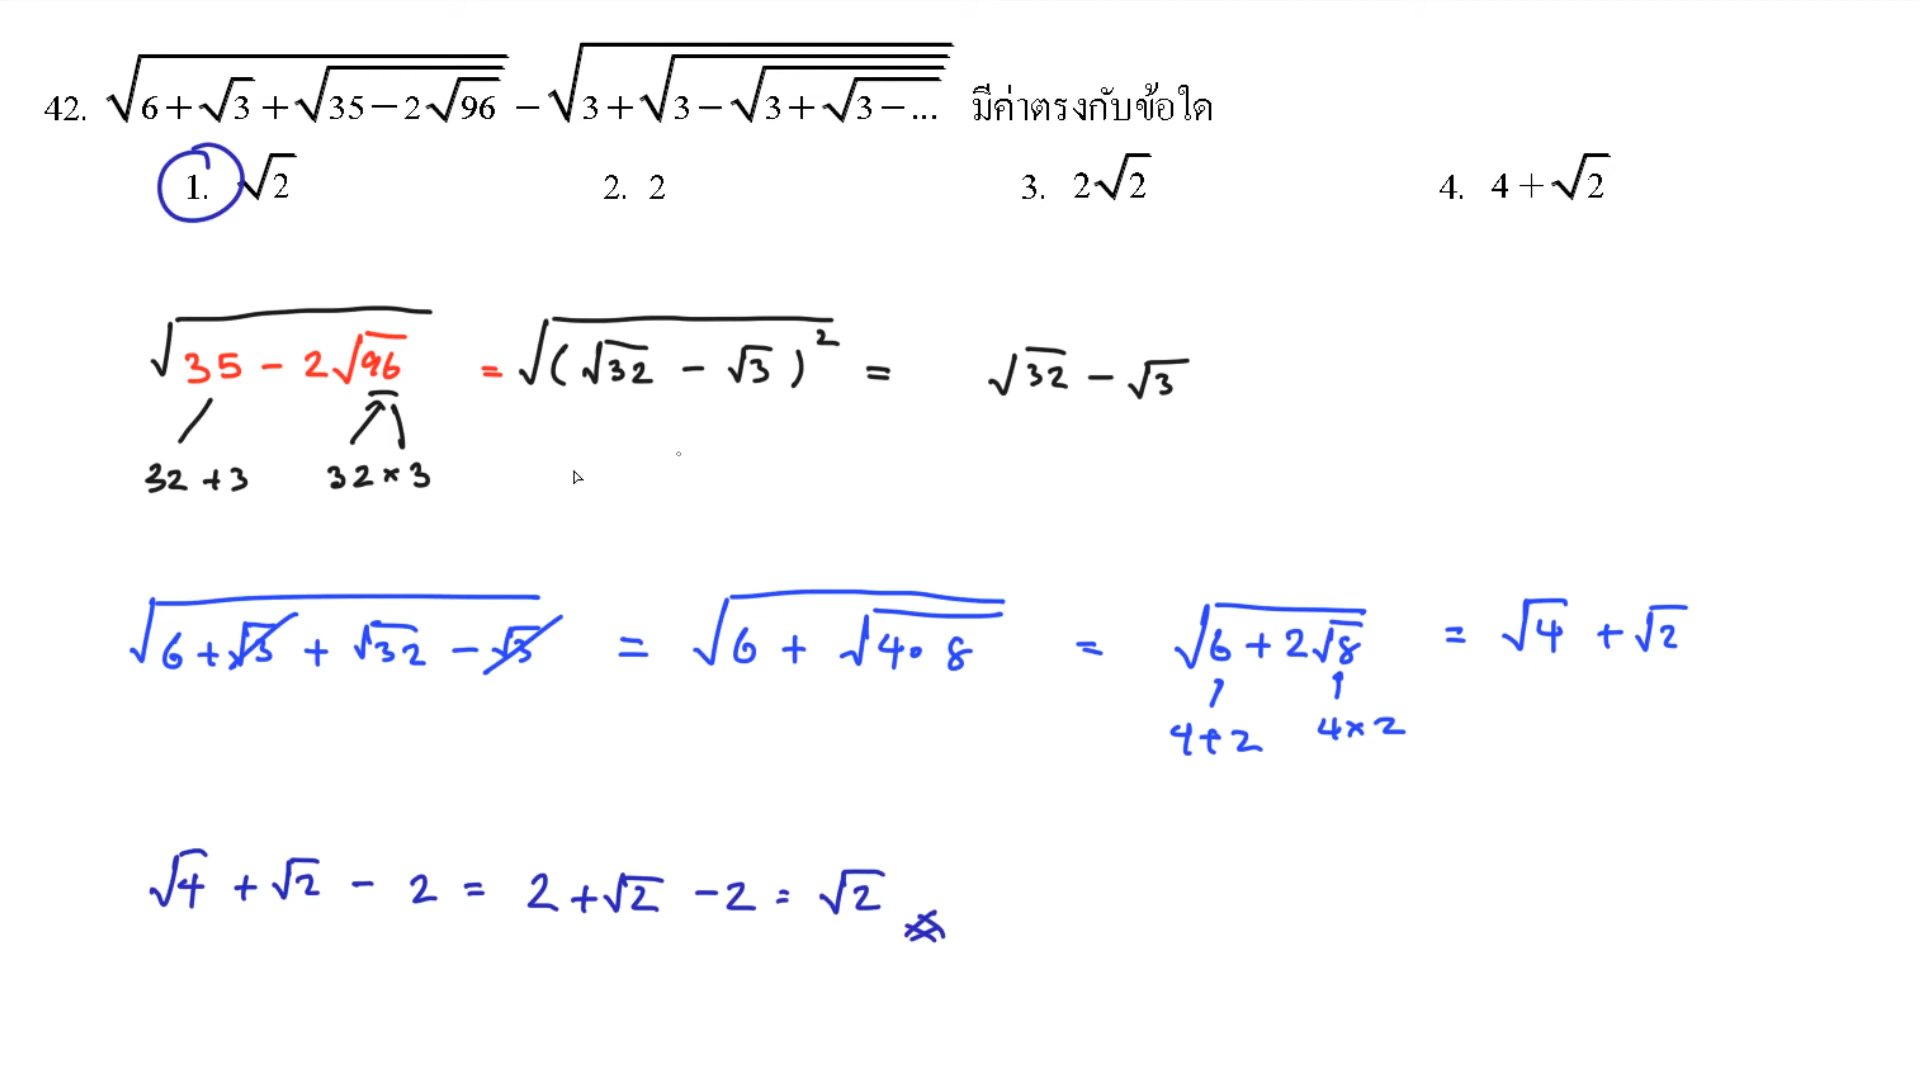 42. √(6+√3+√(35−2√96)) − √(3+√(3−√(3+√(3−...)))) มีค่าตรงกับข้อใด
1. √2 2. 2 3. 2√2 4. 4+√2
√(35 − 2√96) = √((√32 − √3)²) = √32 − √3
32 + 3 32 × 3
√(6 + √3 + √32 − √3) = √(6 + √(4·8)) = √(6 + 2√8) = √4 + √2
4+2 4×2
√4 + √2 − 2 = 2 + √2 − 2 = √2